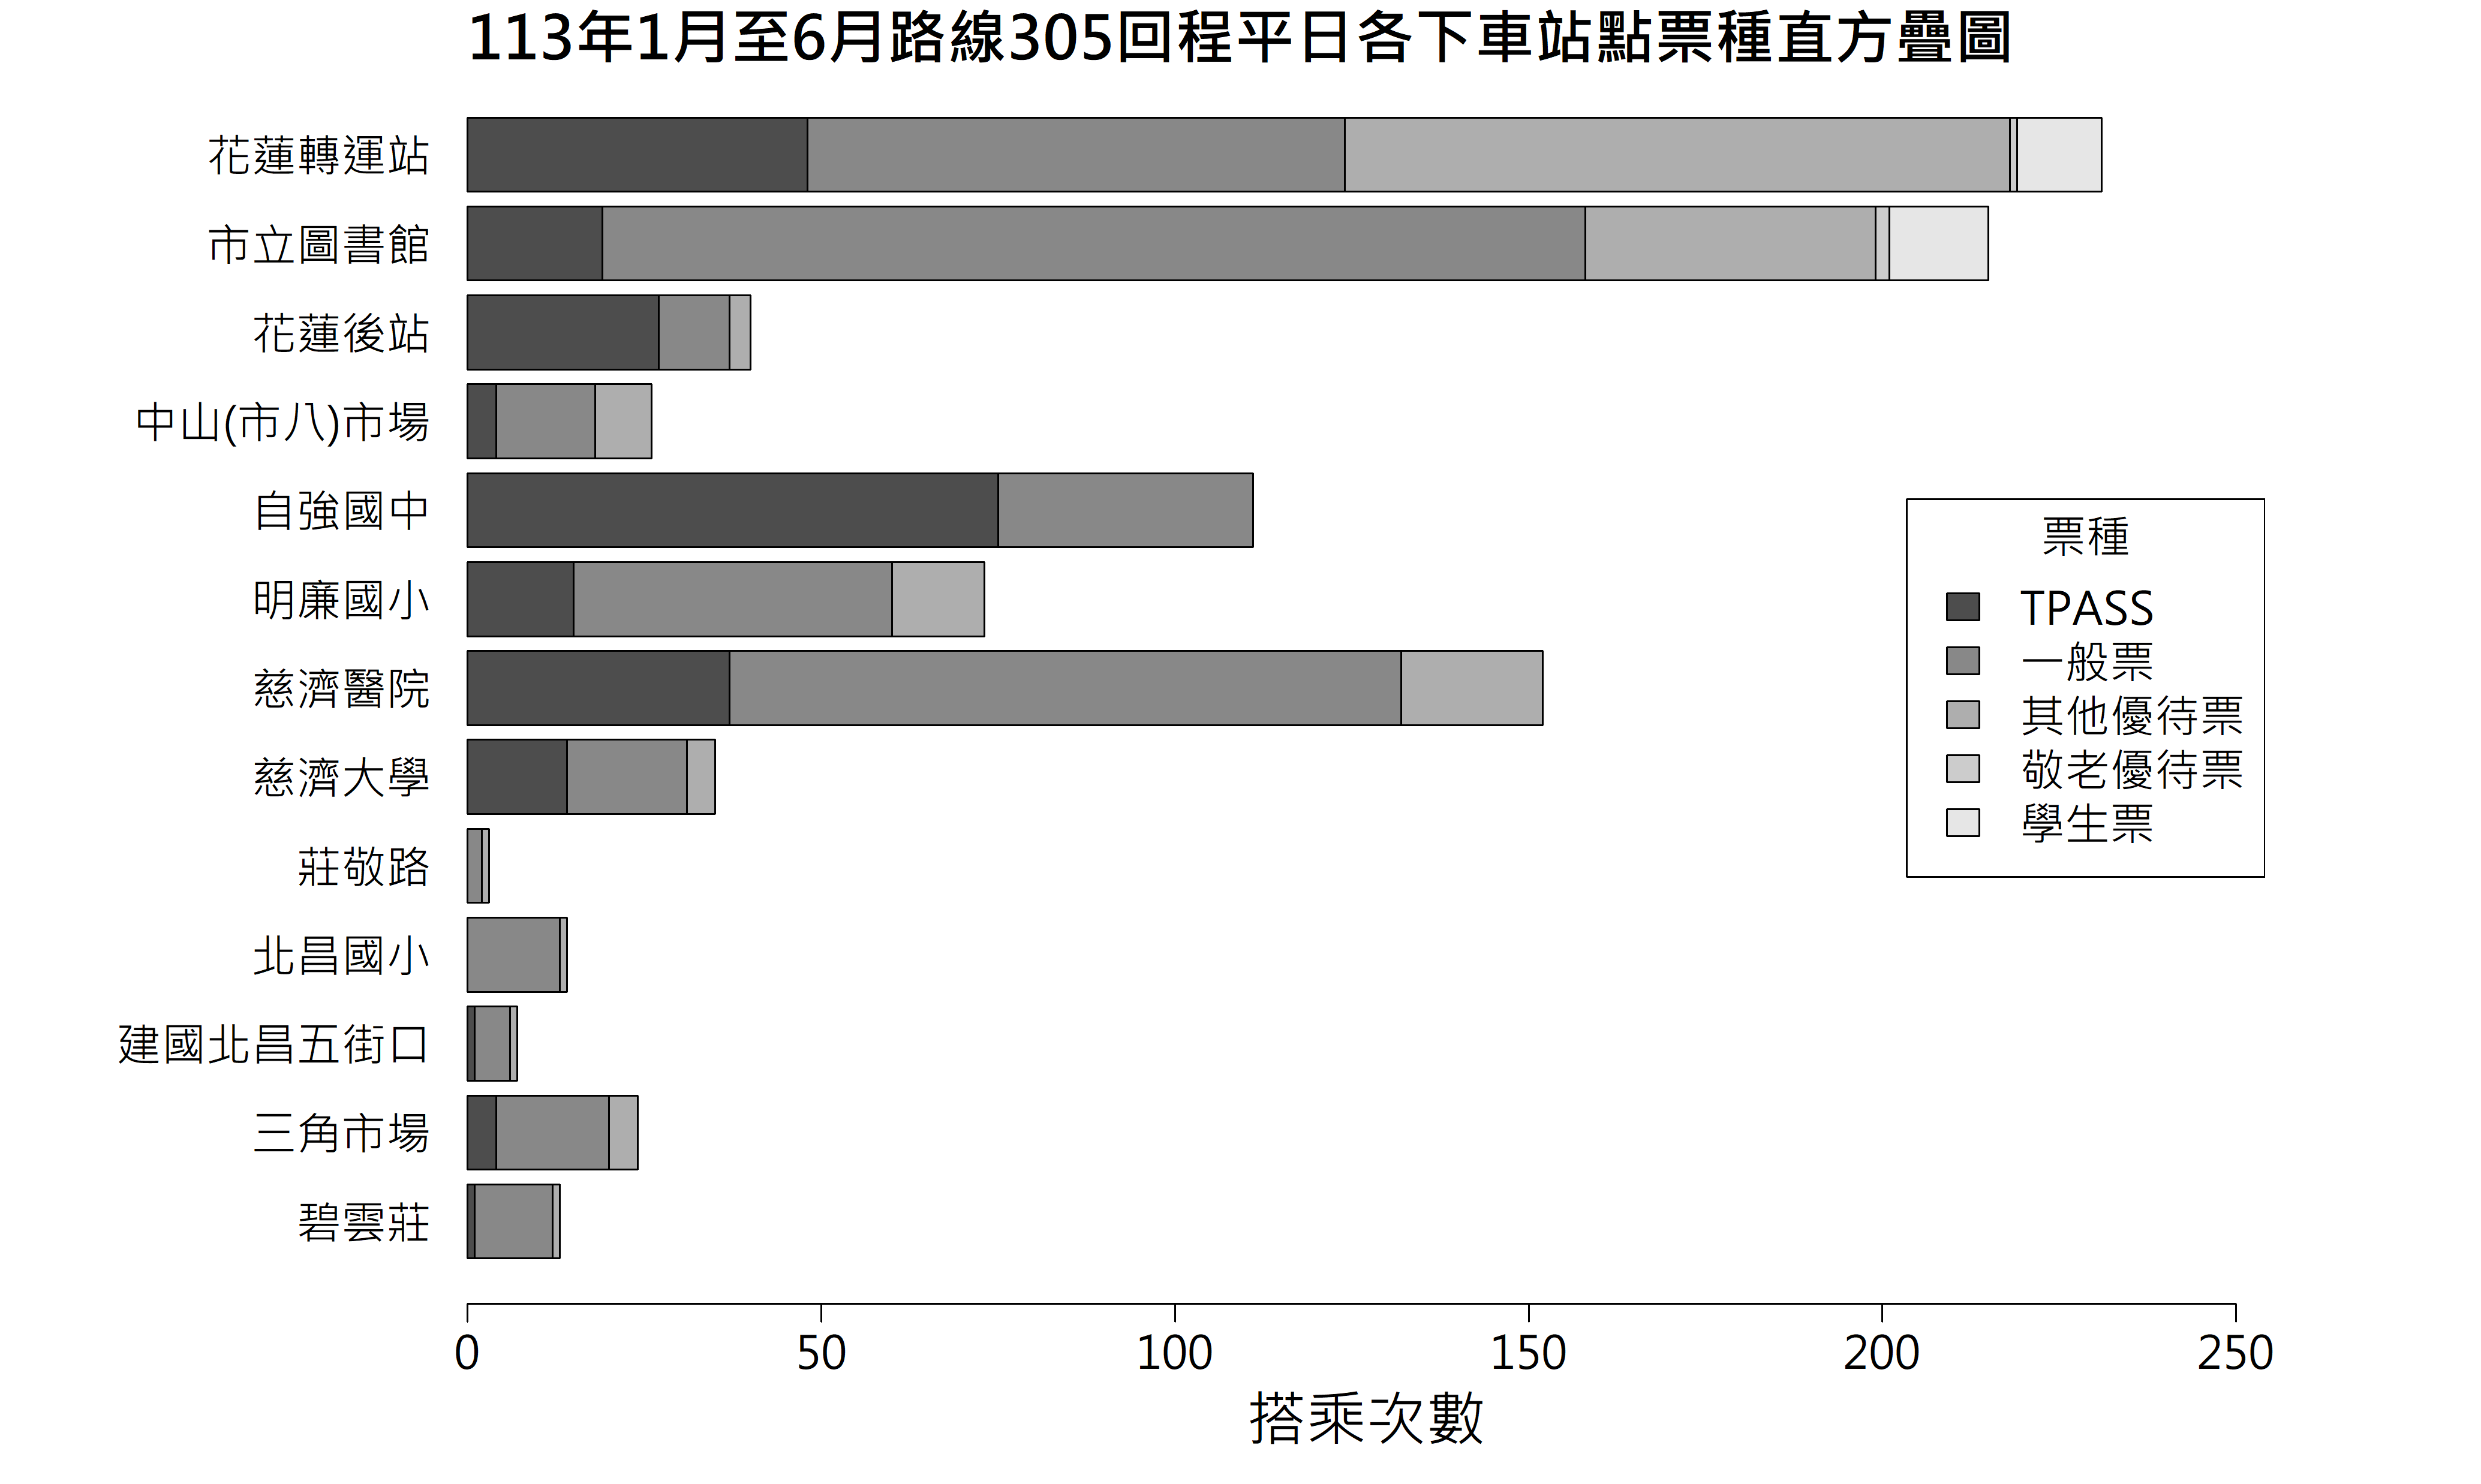 113年1月至6月路線305回程平日各下車站點票種直方疊圖
花蓮轉運站
市立圖書館
花蓮後站
中山(市八)市場
自強國中
明廉國小
慈濟醫院
慈濟大學
莊敬路
北昌國小
建國北昌五街口
三角市場
碧雲莊
票種
TPASS
一般票
其他優待票
敬老優待票
學生票
0 50 100 150 200 250
搭乘次數